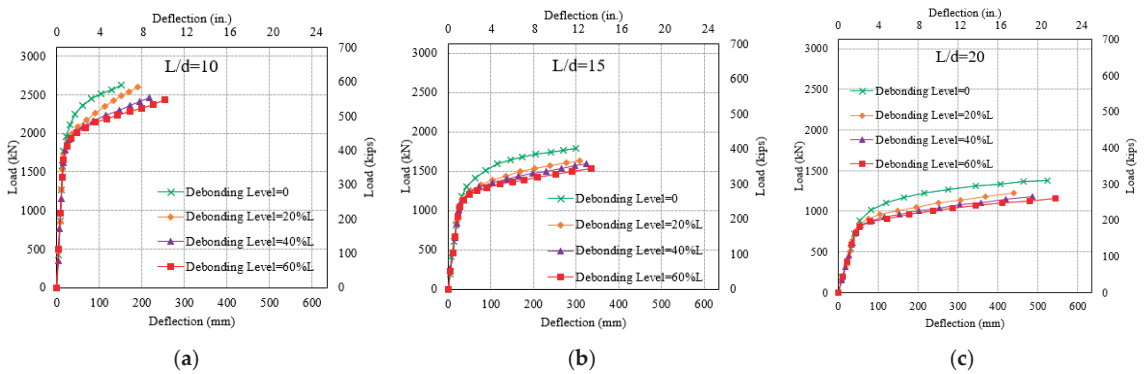 Deflection (in.)
0 2 4 6 8 10 12
L/d=10
Load (kN)
3000
2500
2000
1500
1000
500
0
Load (kips)
700
600
500
400
300
200
100
0
Debonding Level=0
Debonding Level=20%L
Debonding Level=40%L
Debonding Level=60%L
0 100 200 300 400 500 600
Deflection (mm)
(a)
Deflection (in.)
0 4 8 12 16 20 24
L/d=15
Load (kN)
3000
2500
2000
1500
1000
500
0
Load (kips)
700
600
500
400
300
200
100
0
Debonding Level=0
Debonding Level=20%L
Debonding Level=40%L
Debonding Level=60%L
0 100 200 300 400 500 600
Deflection (mm)
(b)
Deflection (in.)
0 4 8 12 16 20 24
L/d=20
Load (kN)
3000
2500
2000
1500
1000
500
0
Load (kips)
700
600
500
400
300
200
100
0
Debonding Level=0
Debonding Level=20%L
Debonding Level=40%L
Debonding Level=60%L
0 100 200 300 400 500 600
Deflection (mm)
(c)